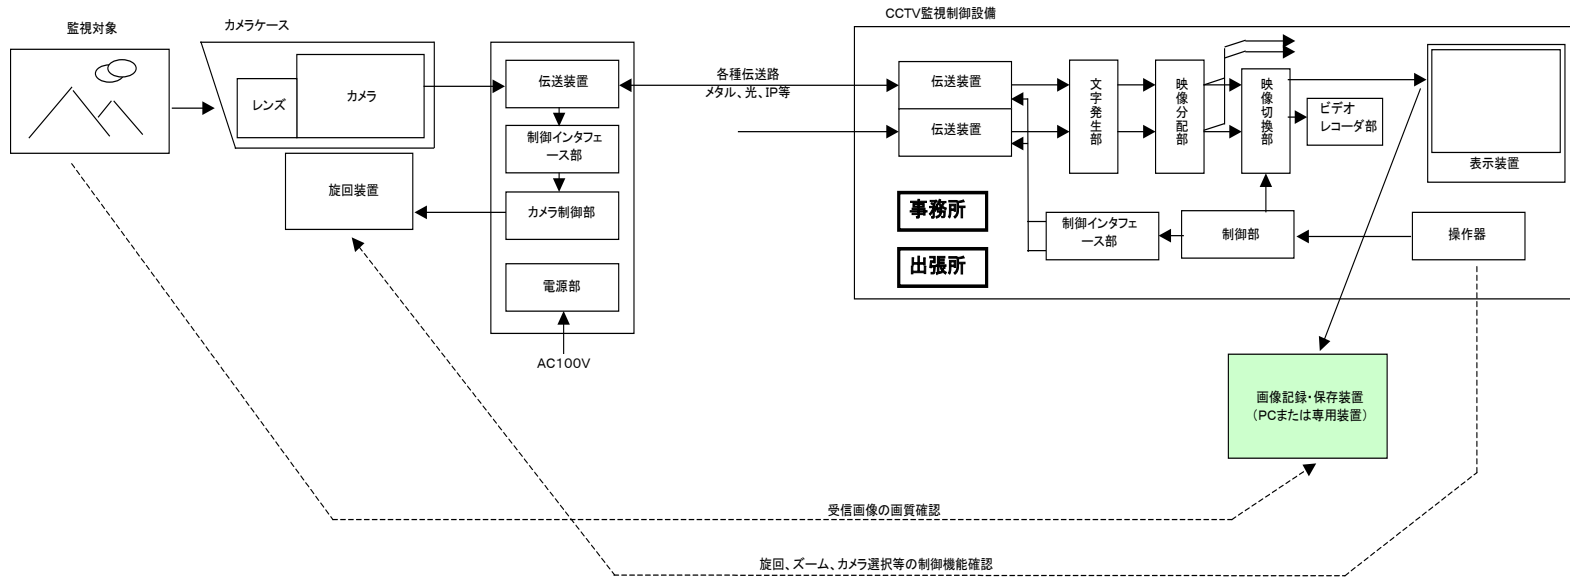 CCTV監視制御設備
監視対象
カメラケース
レンズ
カメラ
旋回装置
伝送装置
制御インタフェ
ース部
カメラ制御部
電源部
AC100V
各種伝送路
メタル、光、IP等
伝送装置
伝送装置
文字発生部
映像分配部
映像切換部
ビデオ
レコーダ部
表示装置
事務所
出張所
制御インタフェ
ース部
制御部
操作器
画像記録・保存装置
（PCまたは専用装置）
受信画像の画質確認
旋回、ズーム、カメラ選択等の制御機能確認